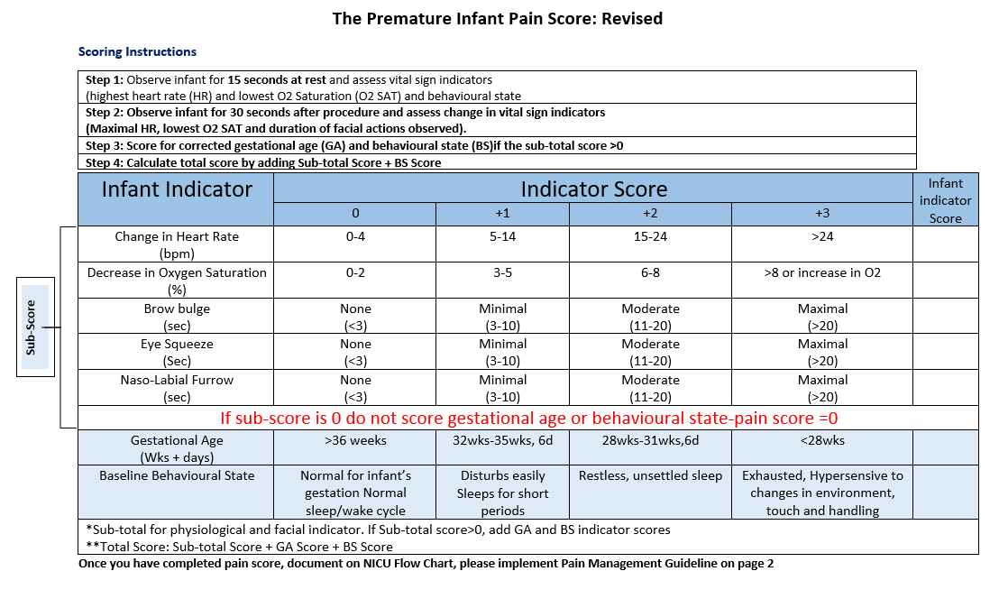 The Premature Infant Pain Score: Revised
Scoring Instructions
Step 1: Observe infant for 15 seconds at rest and assess vital sign indicators
(highest heart rate (HR) and lowest O2 Saturation (O2 SAT) and behavioural state
Step 2: Observe infant for 30 seconds after procedure and assess change in vital sign indicators
(Maximal HR, lowest O2 SAT and duration of facial actions observed).
Step 3: Score for corrected gestational age (GA) and behavioural state (BS)if the sub-total score >0
Step 4: Calculate total score by adding Sub-total Score + BS Score
Infant Indicator
Indicator Score
Infant
indicator
Score
0
+1
+2
+3
Sub-Score
Change in Heart Rate
(bpm)
0-4
5-14
15-24
>24
Decrease in Oxygen Saturation
(%)
0-2
3-5
6-8
>8 or increase in O2
Brow bulge
(sec)
None
(<3)
Minimal
(3-10)
Moderate
(11-20)
Maximal
(>20)
Eye Squeeze
(Sec)
None
(<3)
Minimal
(3-10)
Moderate
(11-20)
Maximal
(>20)
Naso-Labial Furrow
(sec)
None
(<3)
Minimal
(3-10)
Moderate
(11-20)
Maximal
(>20)
If sub-score is 0 do not score gestational age or behavioural state-pain score =0
Gestational Age
(Wks + days)
>36 weeks
32wks-35wks, 6d
28wks-31wks,6d
<28wks
Baseline Behavioural State
Normal for infant's
gestation Normal
sleep/wake cycle
Disturbs easily
Sleeps for short
periods
Restless, unsettled sleep
Exhausted, Hypersensive to
changes in environment,
touch and handling
*Sub-total for physiological and facial indicator. If Sub-total score>0, add GA and BS indicator scores
**Total Score: Sub-total Score + GA Score + BS Score
Once you have completed pain score, document on NICU Flow Chart, please implement Pain Management Guideline on page 2